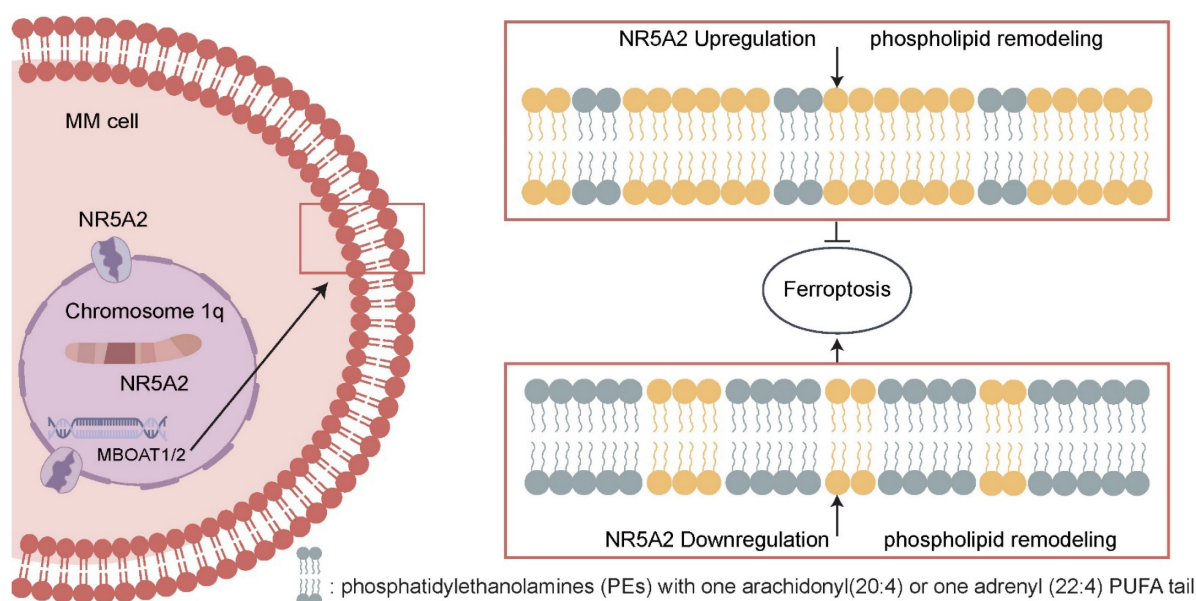 MM cell
NR5A2
Chromosome 1q
NR5A2
MBOAT1/2
NR5A2 Upregulation phospholipid remodeling
Ferroptosis
NR5A2 Downregulation phospholipid remodeling
: phosphatidylethanolamines (PEs) with one arachidonyl(20:4) or one adrenyl (22:4) PUFA tail